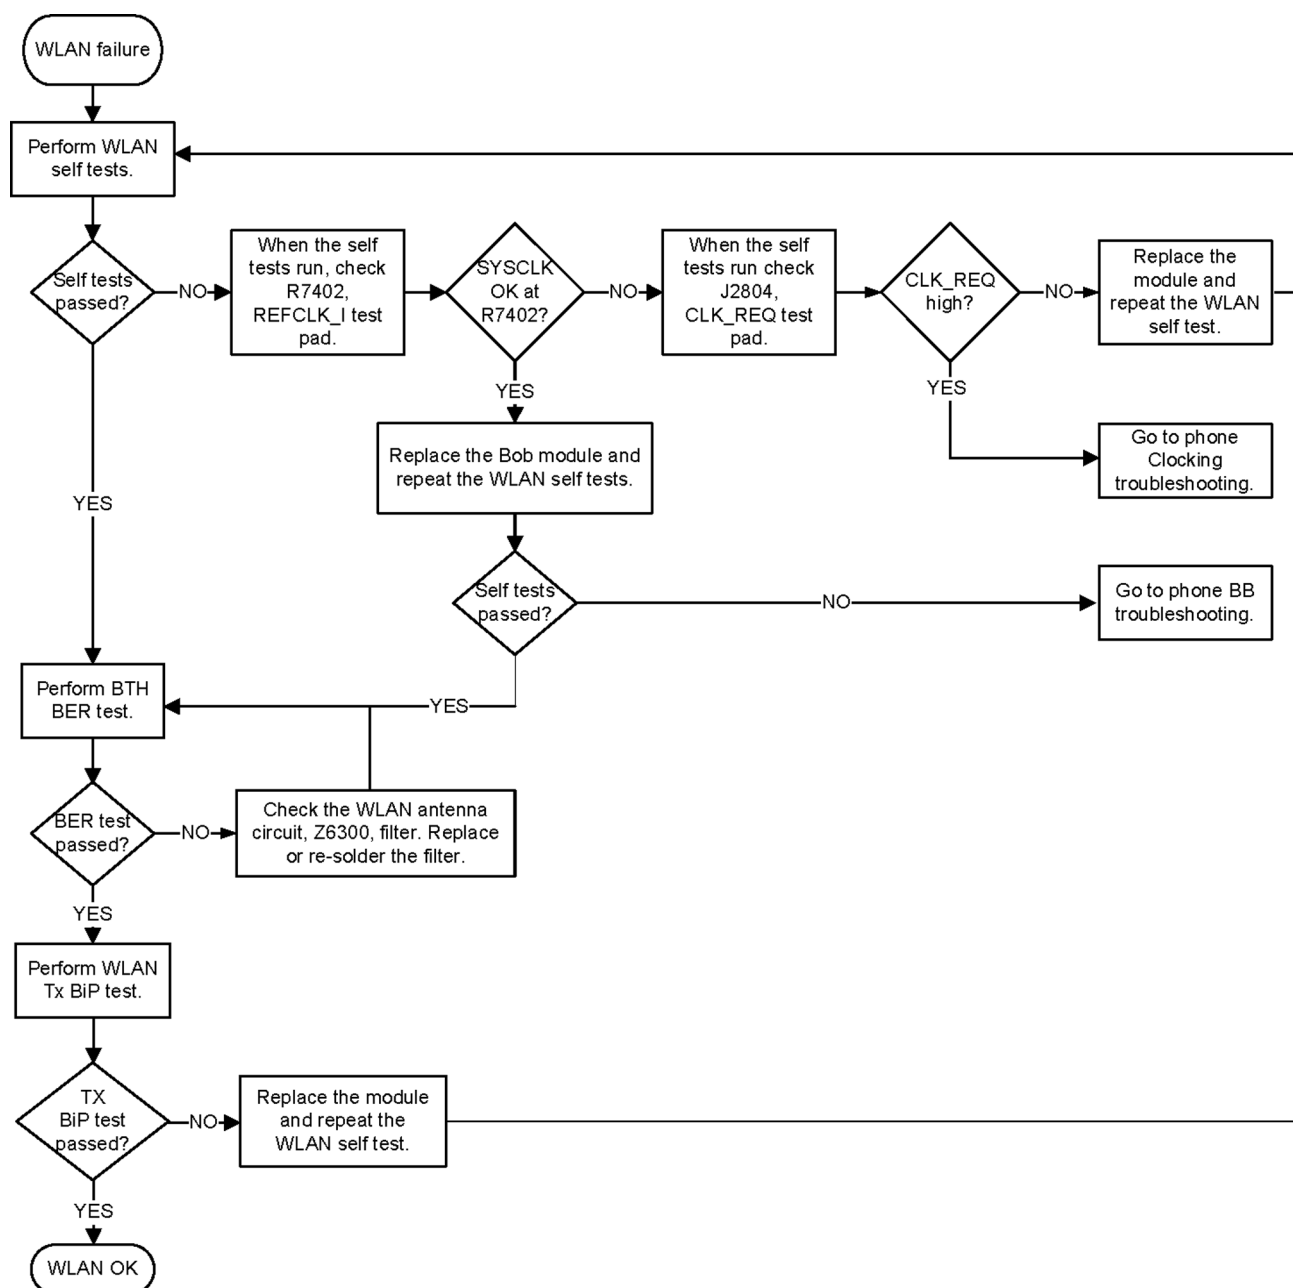 WLAN failure
Perform WLAN
self tests.
Self tests
passed?
NO
When the self
tests run, check
R7402,
REFCLK_I test
pad.
SYSCLK
OK at
R7402?
NO
When the self
tests run check
J2804,
CLK_REQ test
pad.
CLK_REQ
high?
NO
Replace the
module and
repeat the WLAN
self test.
YES
YES
Go to phone
Clocking
troubleshooting.
Replace the Bob module and
repeat the WLAN self tests.
YES
Self tests
passed?
NO
Go to phone BB
troubleshooting.
YES
Perform BTH
BER test.
BER test
passed?
NO
Check the WLAN antenna
circuit, Z6300, filter. Replace
or re-solder the filter.
YES
Perform WLAN
Tx BiP test.
TX
BiP test
passed?
NO
Replace the module
and repeat the
WLAN self test.
YES
WLAN OK